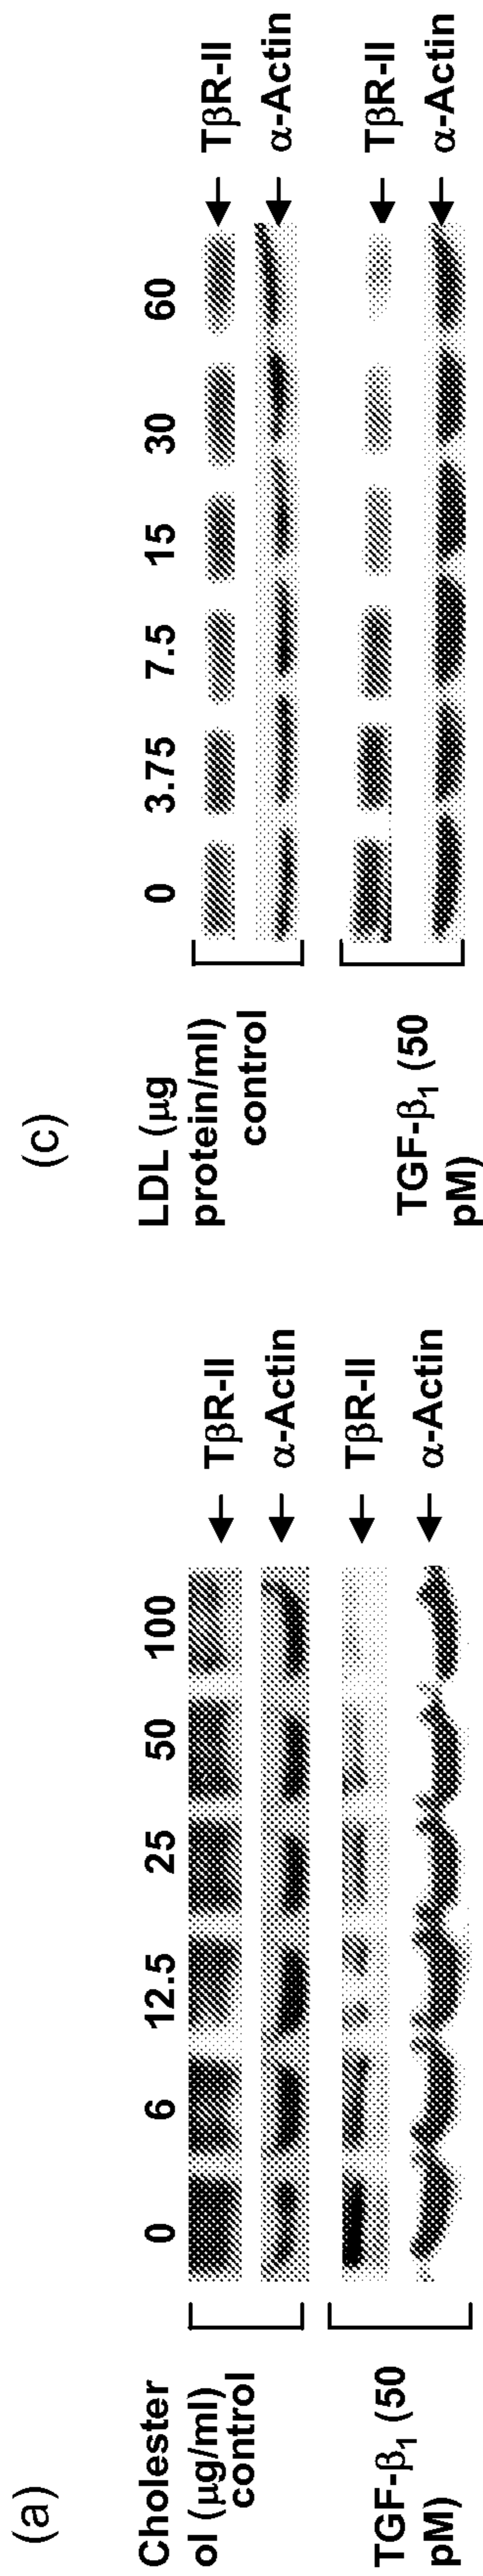 (a)
Cholester
ol (μg/ml)
0 6 12.5 25 50 100
control
TβR-II
α-Actin
TGF-β₁ (50
pM)
TβR-II
α-Actin
(c)
LDL (μg
protein/ml)
0 3.75 7.5 15 30 60
control
TβR-II
α-Actin
TGF-β₁ (50
pM)
TβR-II
α-Actin